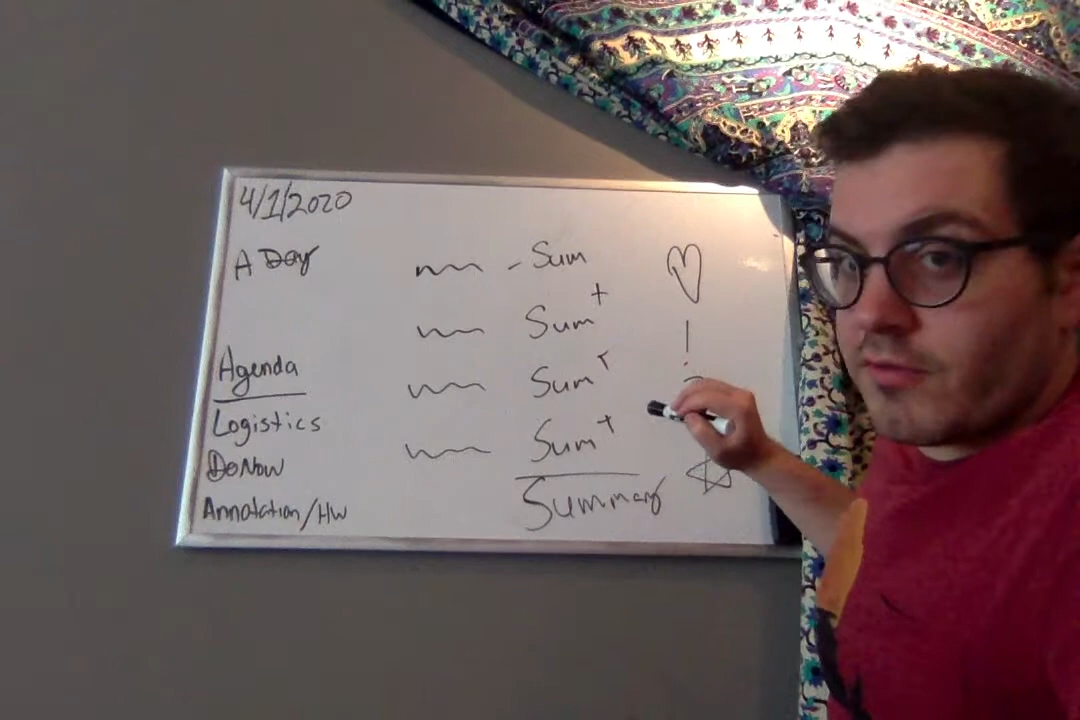 4/1/2020
A Day
- Sum
Sum +
Sum +
Sum +
Summary
!
Agenda
Logistics
Do Now
Annotation/HW